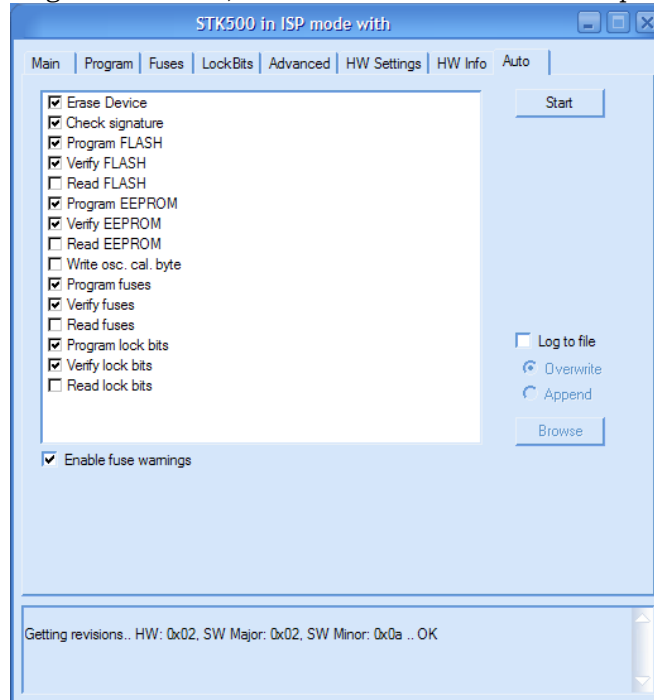 STK500 in ISP mode with
Main Program Fuses LockBits Advanced HW Settings HW Info Auto
Erase Device
Start
Check signature
Program FLASH
Verify FLASH
Read FLASH
Program EEPROM
Verify EEPROM
Read EEPROM
Write osc. cal. byte
Program fuses
Verify fuses
Read fuses
Program lock bits
Log to file
Verify lock bits
Overwrite
Read lock bits
Append
Browse
Enable fuse warnings
Getting revisions.. HW: 0x02, SW Major: 0x02, SW Minor: 0x0a .. OK